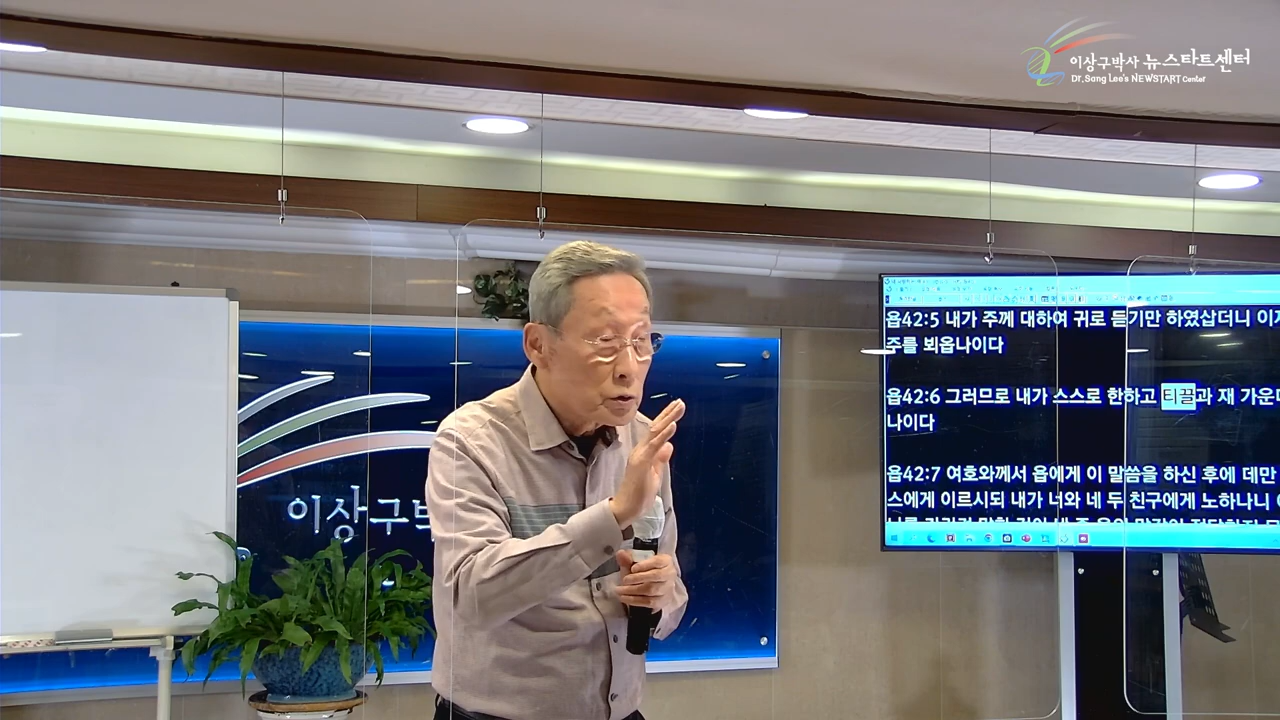 이상구박사 뉴스타트센터
Dr. Sang Lee's NEWSTART Center
이상구박
욥42:5 내가 주께 대하여 귀로 듣기만 하였삽더니
주를 뵈옵나이다
욥42:6 그러므로 내가 스스로 한하고 티끌과 재
나이다
욥42:7 여호와께서 욥에게 이 말씀을 하신 후에 데만
스에게 이르시되 내가 너와 네 두 친구에게 노하나니